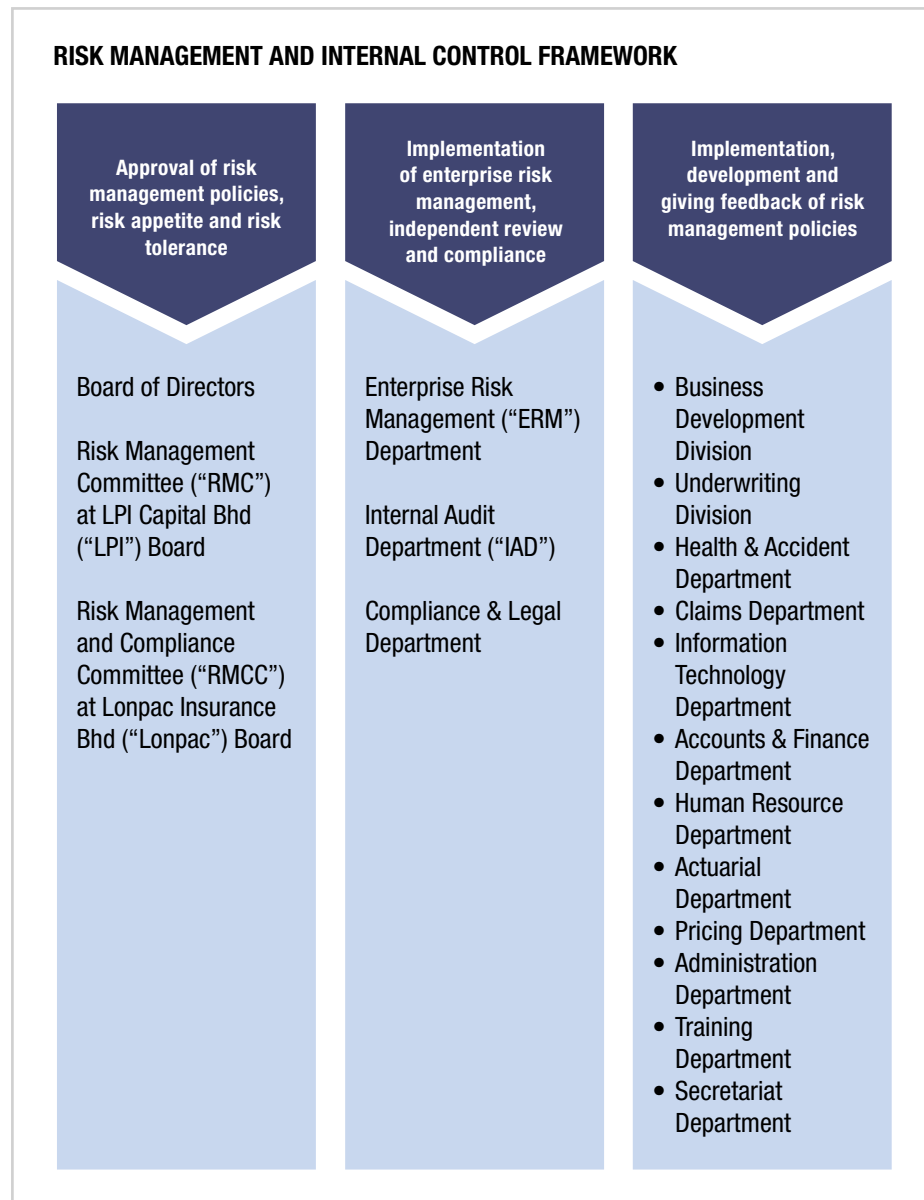 RISK MANAGEMENT AND INTERNAL CONTROL FRAMEWORK
Approval of risk
management policies,
risk appetite and risk
tolerance
Board of Directors
Risk Management
Committee (“RMC”)
at LPI Capital Bhd
(“LPI”) Board
Risk Management
and Compliance
Committee (“RMCC”)
at Lonpac Insurance
Bhd (“Lonpac”) Board
Implementation
of enterprise risk
management,
independent review
and compliance
Enterprise Risk
Management (“ERM”)
Department
Internal Audit
Department (“IAD”)
Compliance & Legal
Department
Implementation,
development and
giving feedback of risk
management policies
• Business
Development
Division
• Underwriting
Division
• Health & Accident
Department
• Claims Department
• Information
Technology
Department
• Accounts & Finance
Department
• Human Resource
Department
• Actuarial
Department
• Pricing Department
• Administration
Department
• Training
Department
• Secretariat
Department